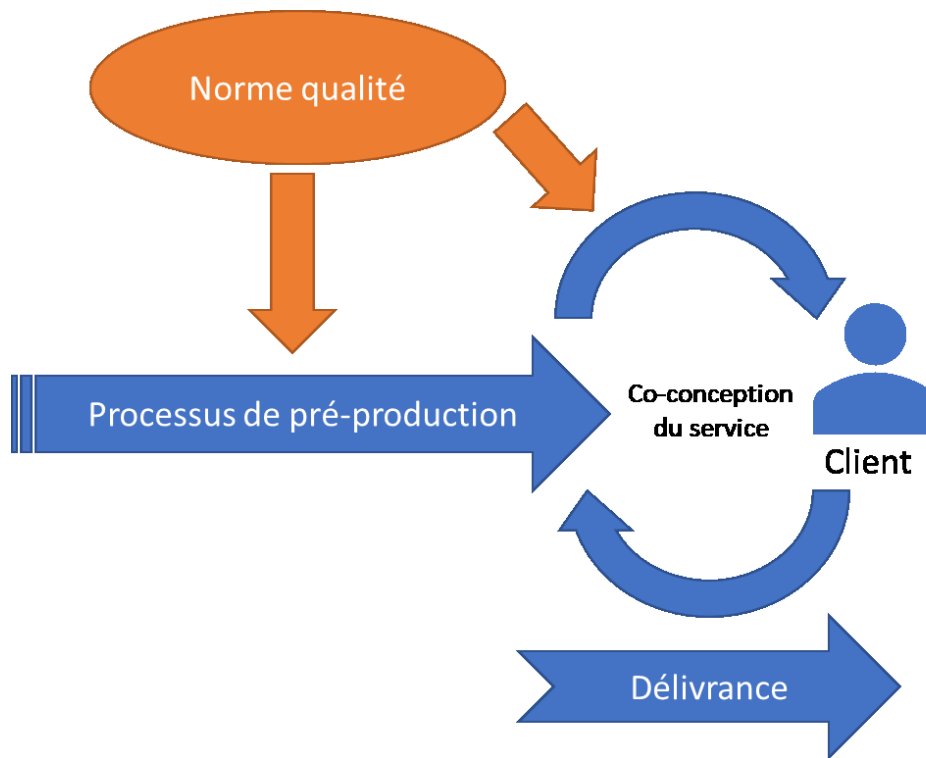 Norme qualité
Processus de pré-production
Co-conception
du service
Client
Délivrance